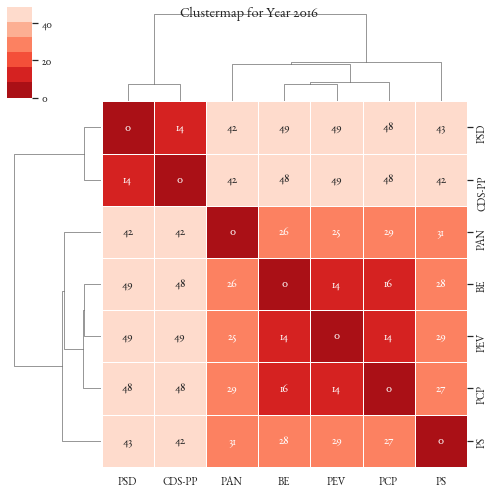 Clustermap for Year 2016
40
20
0
0 14 42 49 49 48 43 PSD
14 0 42 48 49 48 42 CDS-PP
42 42 0 26 25 29 31 PAN
49 48 26 0 14 16 28 BE
49 49 25 14 0 14 29 PEV
48 48 29 16 14 0 27 PCP
43 42 31 28 29 27 0 PS
PSD CDS-PP PAN BE PEV PCP PS